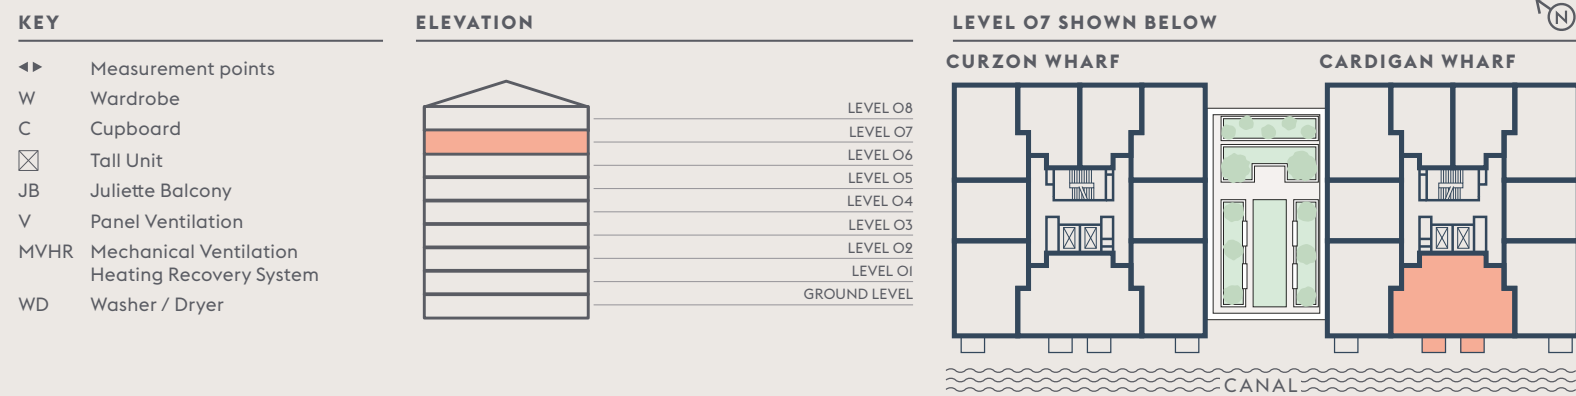 KEY
Measurement points
W Wardrobe
C Cupboard
Tall Unit
JB Juliette Balcony
V Panel Ventilation
MVHR Mechanical Ventilation
Heating Recovery System
WD Washer / Dryer
ELEVATION
LEVEL 08
LEVEL 07
LEVEL 06
LEVEL 05
LEVEL 04
LEVEL 03
LEVEL 02
LEVEL 01
GROUND LEVEL
LEVEL 07 SHOWN BELOW
N
CURZON WHARF
CARDIGAN WHARF
CANAL